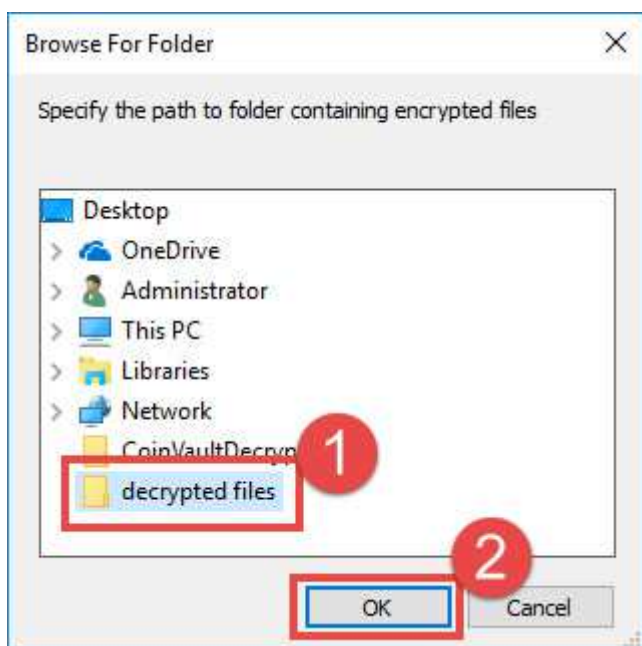 Browse For Folder
Specify the path to folder containing encrypted files
Desktop
OneDrive
Administrator
This PC
Libraries
Network
CoinVaultDecryp
1
decrypted files
2
OK Cancel